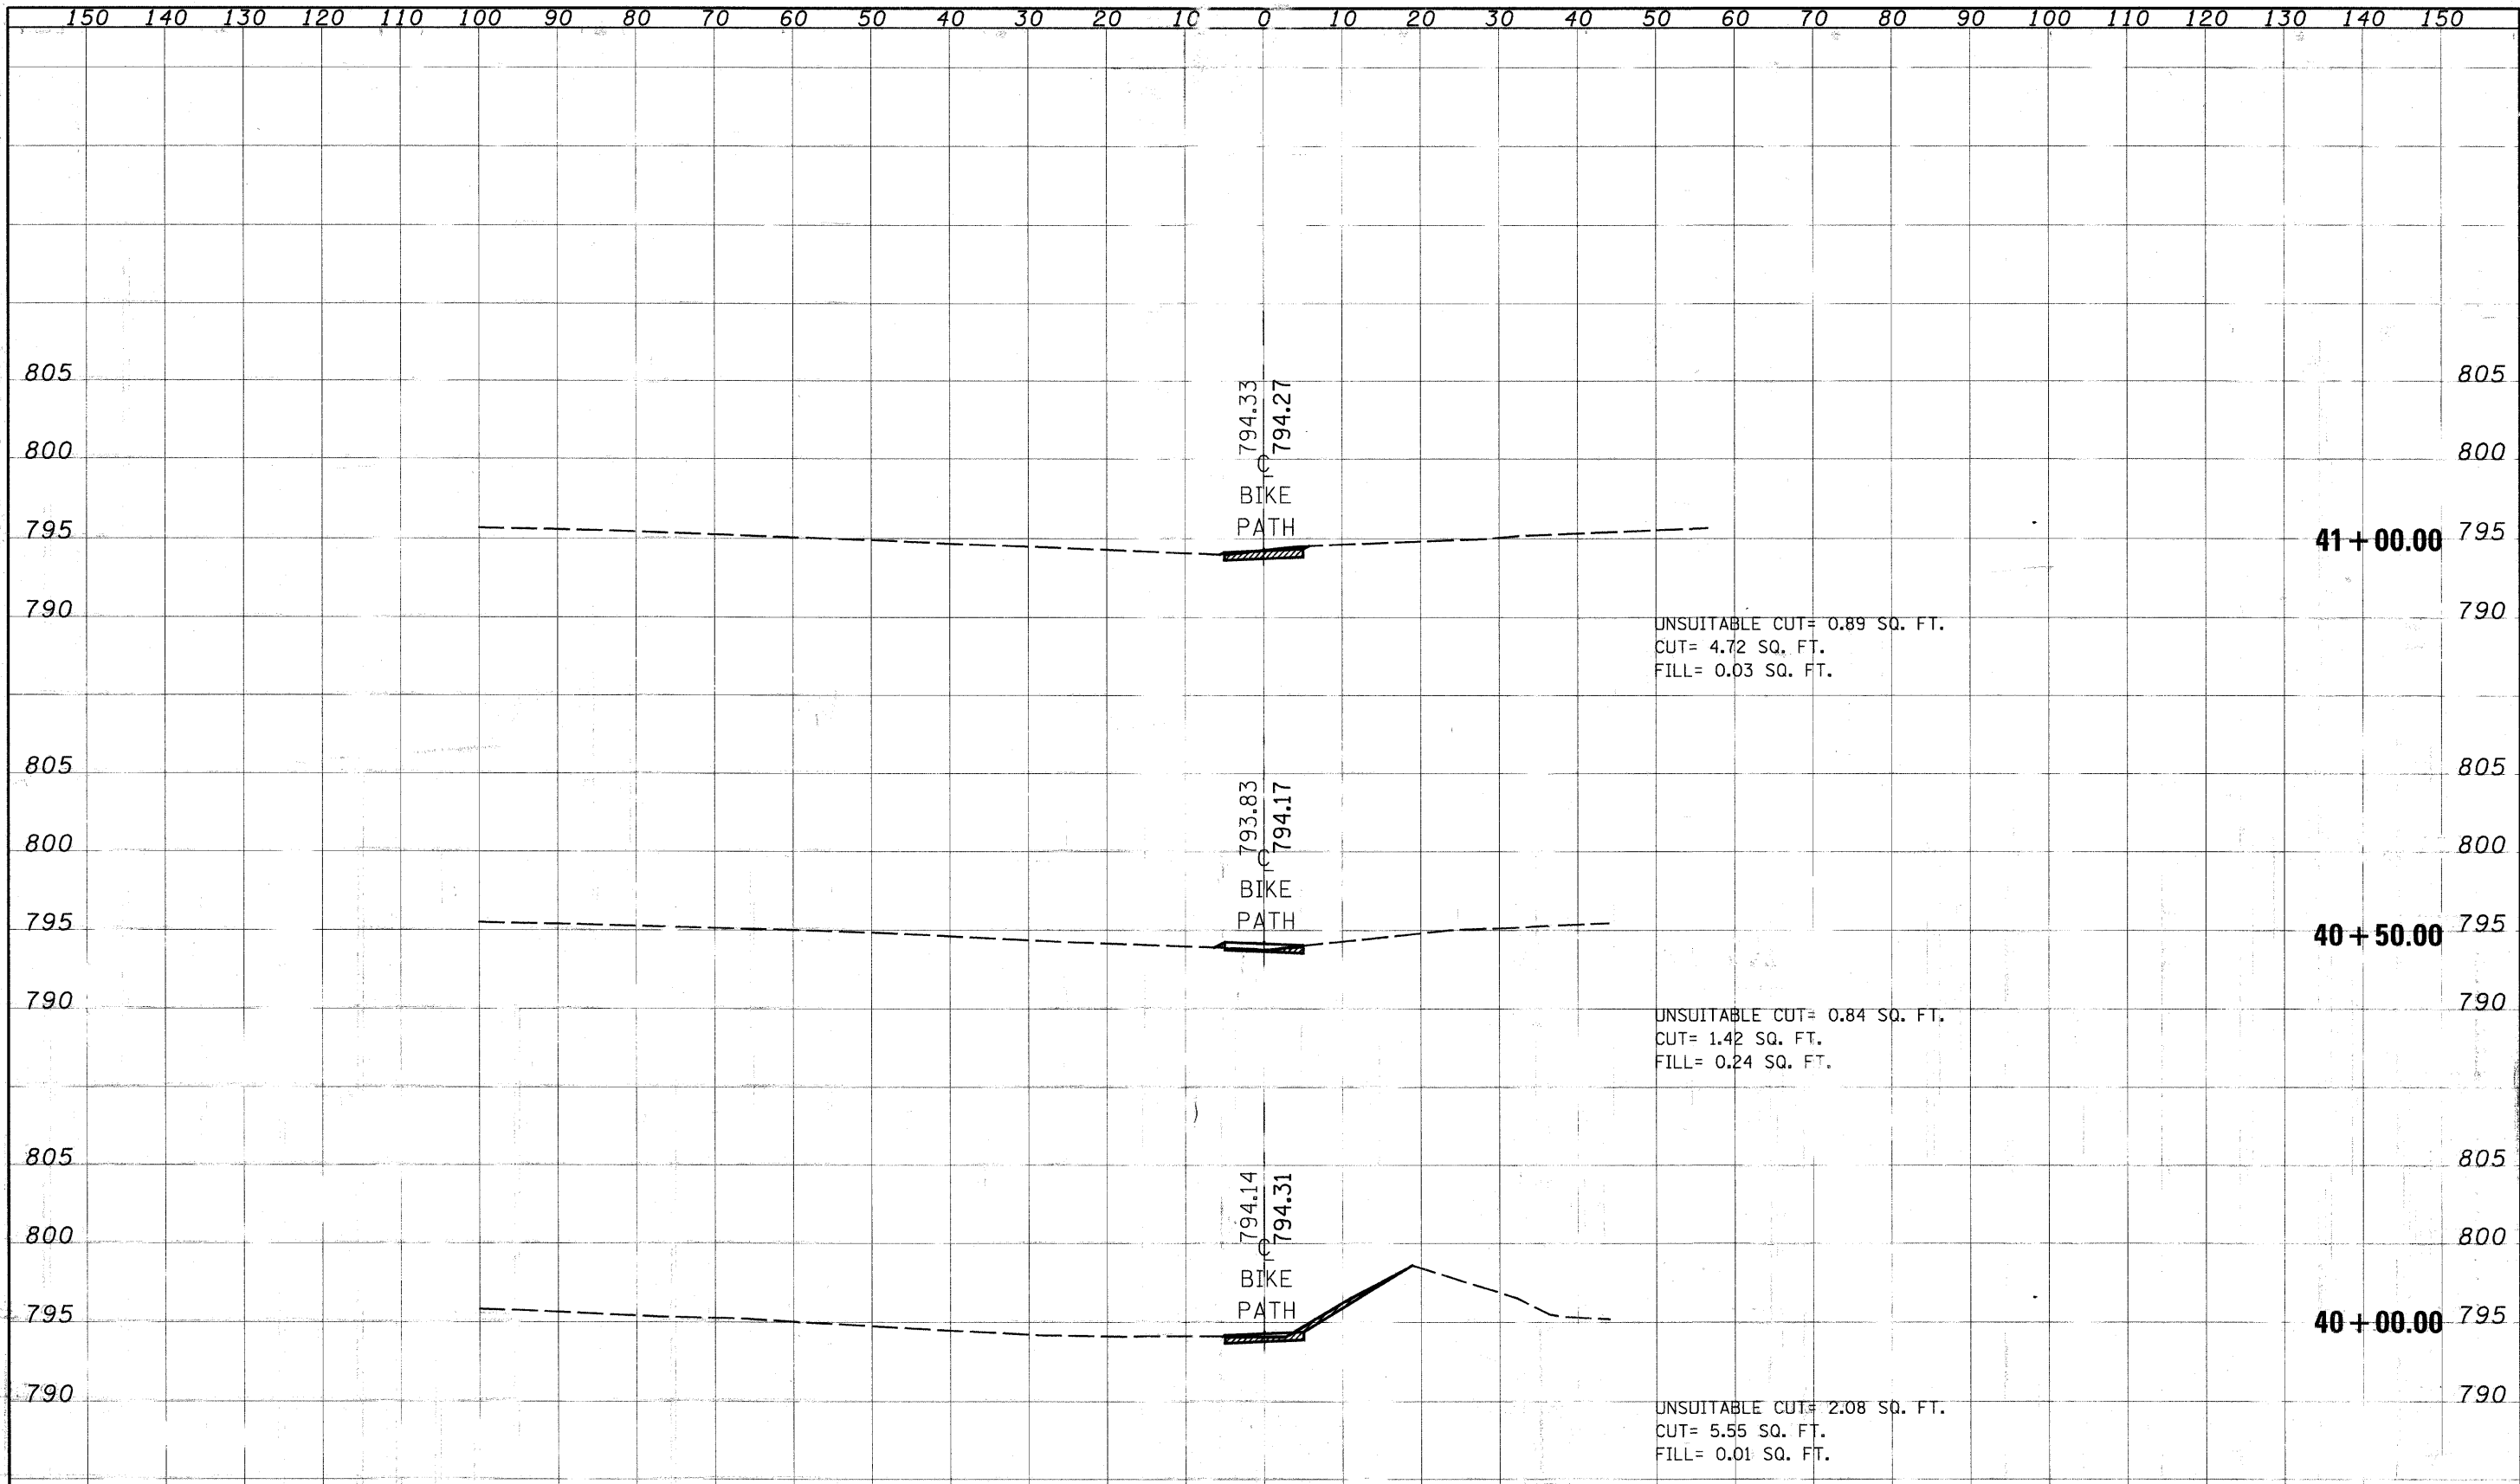 150 140 130 120 110 100 90 80 70 60 50 40 30 20 10 0 10 20 30 40 50 60 70 80 90 100 110 120 130 140 150
805 805
794.33 794.27
800 800
℄
BIKE
PATH
795 41+00.00 795
790 790
UNSUITABLE CUT= 0.89 SQ. FT.
CUT= 4.72 SQ. FT.
FILL= 0.03 SQ. FT.
805 805
793.83 794.17
800 800
℄
BIKE
PATH
795 40+50.00 795
790 790
UNSUITABLE CUT= 0.84 SQ. FT.
CUT= 1.42 SQ. FT.
FILL= 0.24 SQ. FT.
805 805
794.14 794.31
800 800
℄
BIKE
PATH
795 40+00.00 795
790 790
UNSUITABLE CUT= 2.08 SQ. FT.
CUT= 5.55 SQ. FT.
FILL= 0.01 SQ. FT.